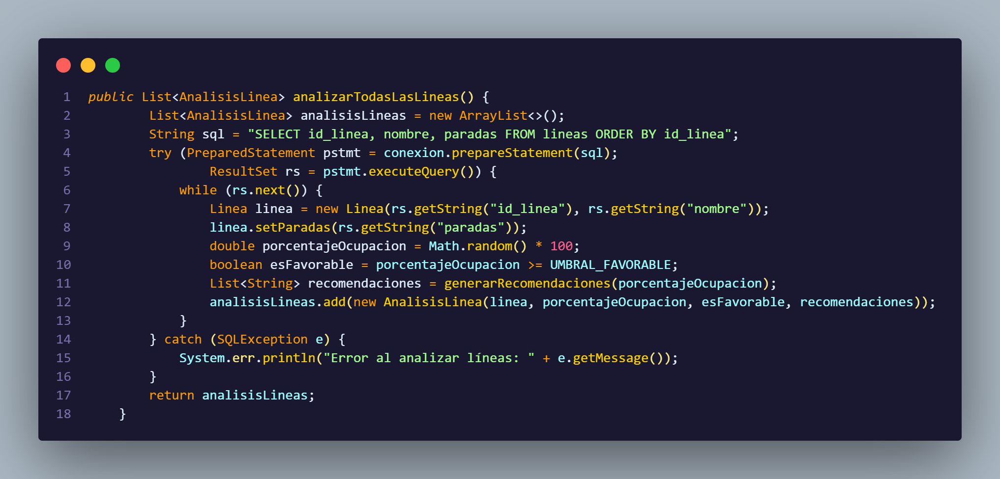 1 public List<AnalisisLinea> analizarTodasLasLineas() {
2 List<AnalisisLinea> analisisLineas = new ArrayList<>();
3 String sql = "SELECT id_linea, nombre, paradas FROM lineas ORDER BY id_linea";
4 try (PreparedStatement pstmt = conexion.prepareStatement(sql);
5 ResultSet rs = pstmt.executeQuery()) {
6 while (rs.next()) {
7 Linea linea = new Linea(rs.getString("id_linea"), rs.getString("nombre"));
8 linea.setParadas(rs.getString("paradas"));
9 double porcentajeOcupacion = Math.random() * 100;
10 boolean esFavorable = porcentajeOcupacion >= UMBRAL_FAVORABLE;
11 List<String> recomendaciones = generarRecomendaciones(porcentajeOcupacion);
12 analisisLineas.add(new AnalisisLinea(linea, porcentajeOcupacion, esFavorable, recomendaciones));
13 }
14 } catch (SQLException e) {
15 System.err.println("Error al analizar líneas: " + e.getMessage());
16 }
17 return analisisLineas;
18 }